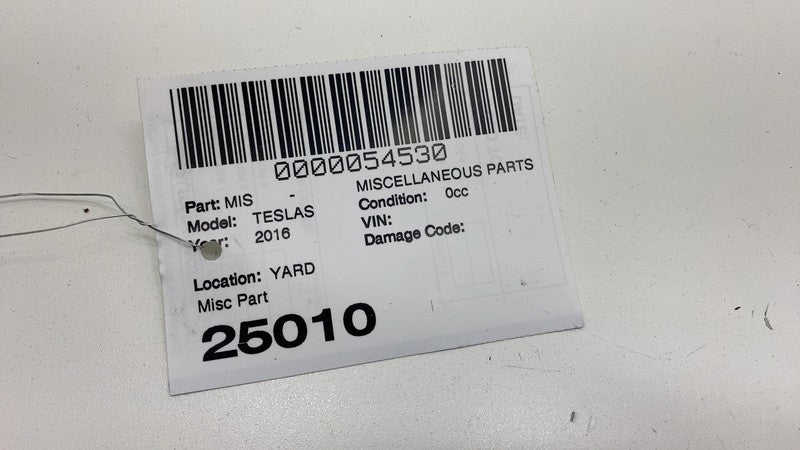 0000054530
Part: MIS - MISCELLANEOUS PARTS
Model: TESLAS Condition: 0cc
Year: 2016 VIN:
Damage Code:
Location: YARD
Misc Part
25010